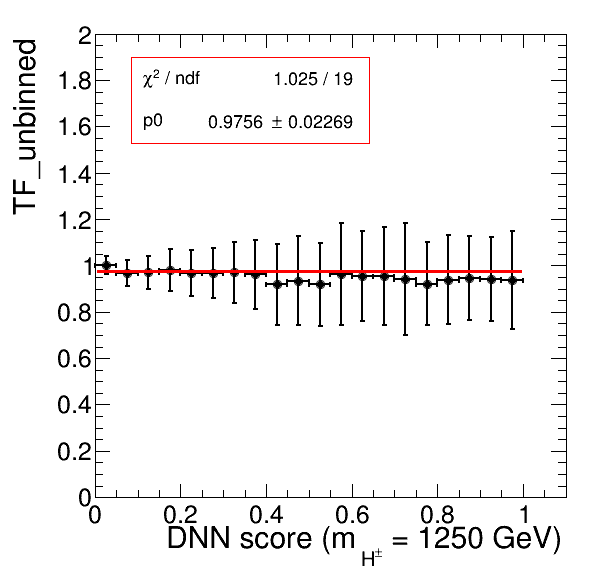 TF_unbinned
2
1.8
1.6
1.4
1.2
1
0.8
0.6
0.4
0.2
0
χ² / ndf 1.025 / 19
p0 0.9756 ± 0.02269
0 0.2 0.4 0.6 0.8 1
DNN score (m_H± = 1250 GeV)